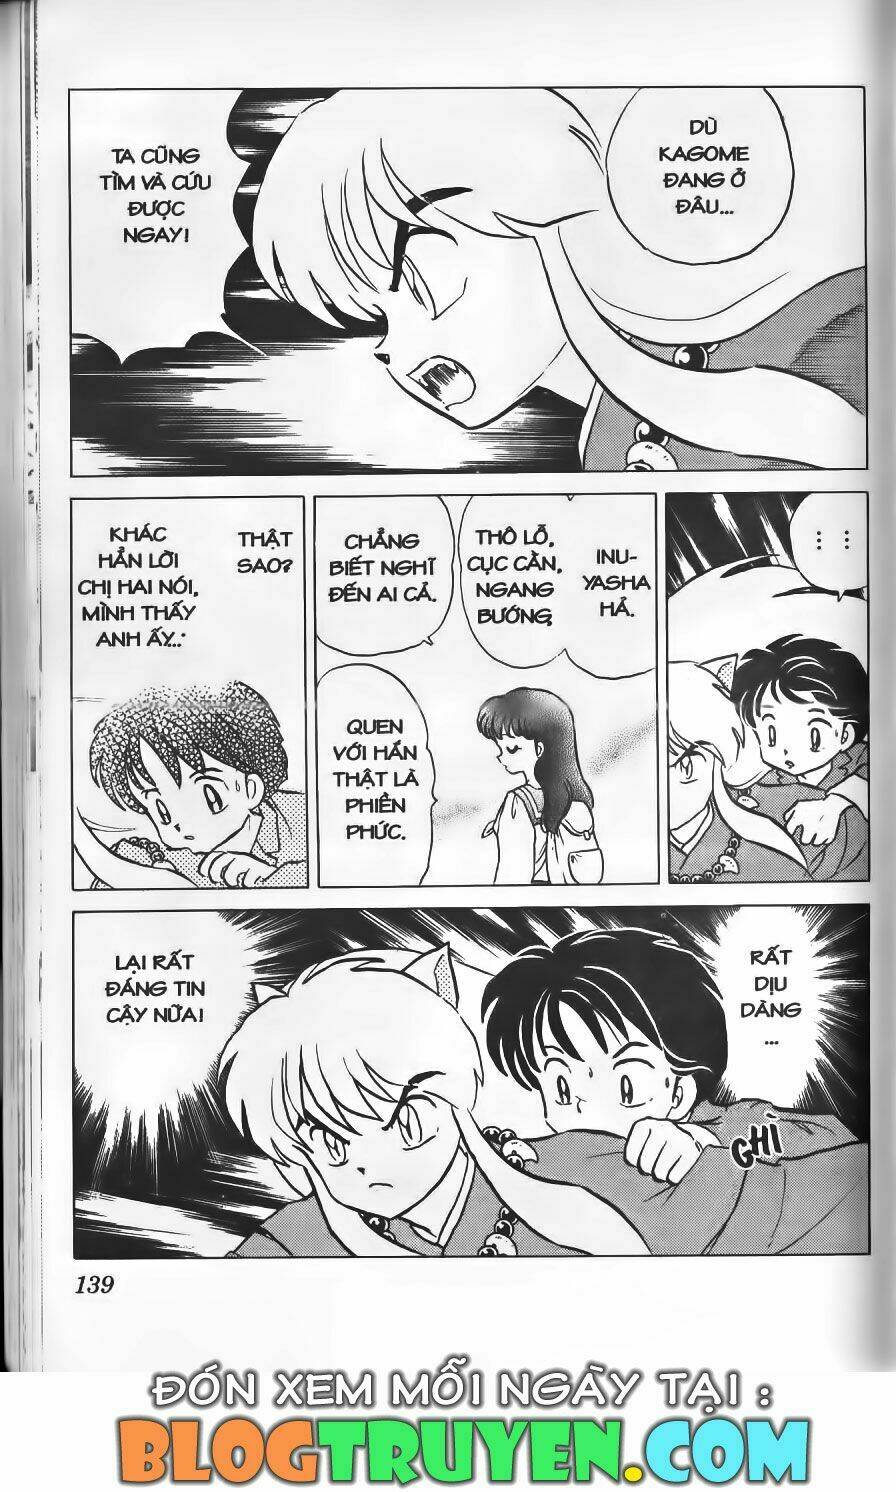 DÙ
KAGOME
ĐANG Ở
ĐÂU...
TA CŨNG
TÌM VÀ CỨU
ĐƯỢC
NGAY!
......
INU-
YASHA
HẢ.
THÔ LỖ,
CỤC CẰN,
NGANG
BƯỚNG,
CHẲNG
BIẾT NGHĨ
ĐẾN AI CẢ.
QUEN
VỚI HẮN
THẬT LÀ
PHIỀN
PHỨC.
THẬT
SAO?
KHÁC
HẲN LỜI
CHỊ HAI NÓI,
MÌNH THẤY
ANH ẤY...
RẤT
DỊU
DÀNG
...
LẠI RẤT
ĐÁNG TIN
CẬY NỮA!
GHÌ
139
ĐÓN XEM MỖI NGÀY TẠI :
BLOGTRUYEN.COM